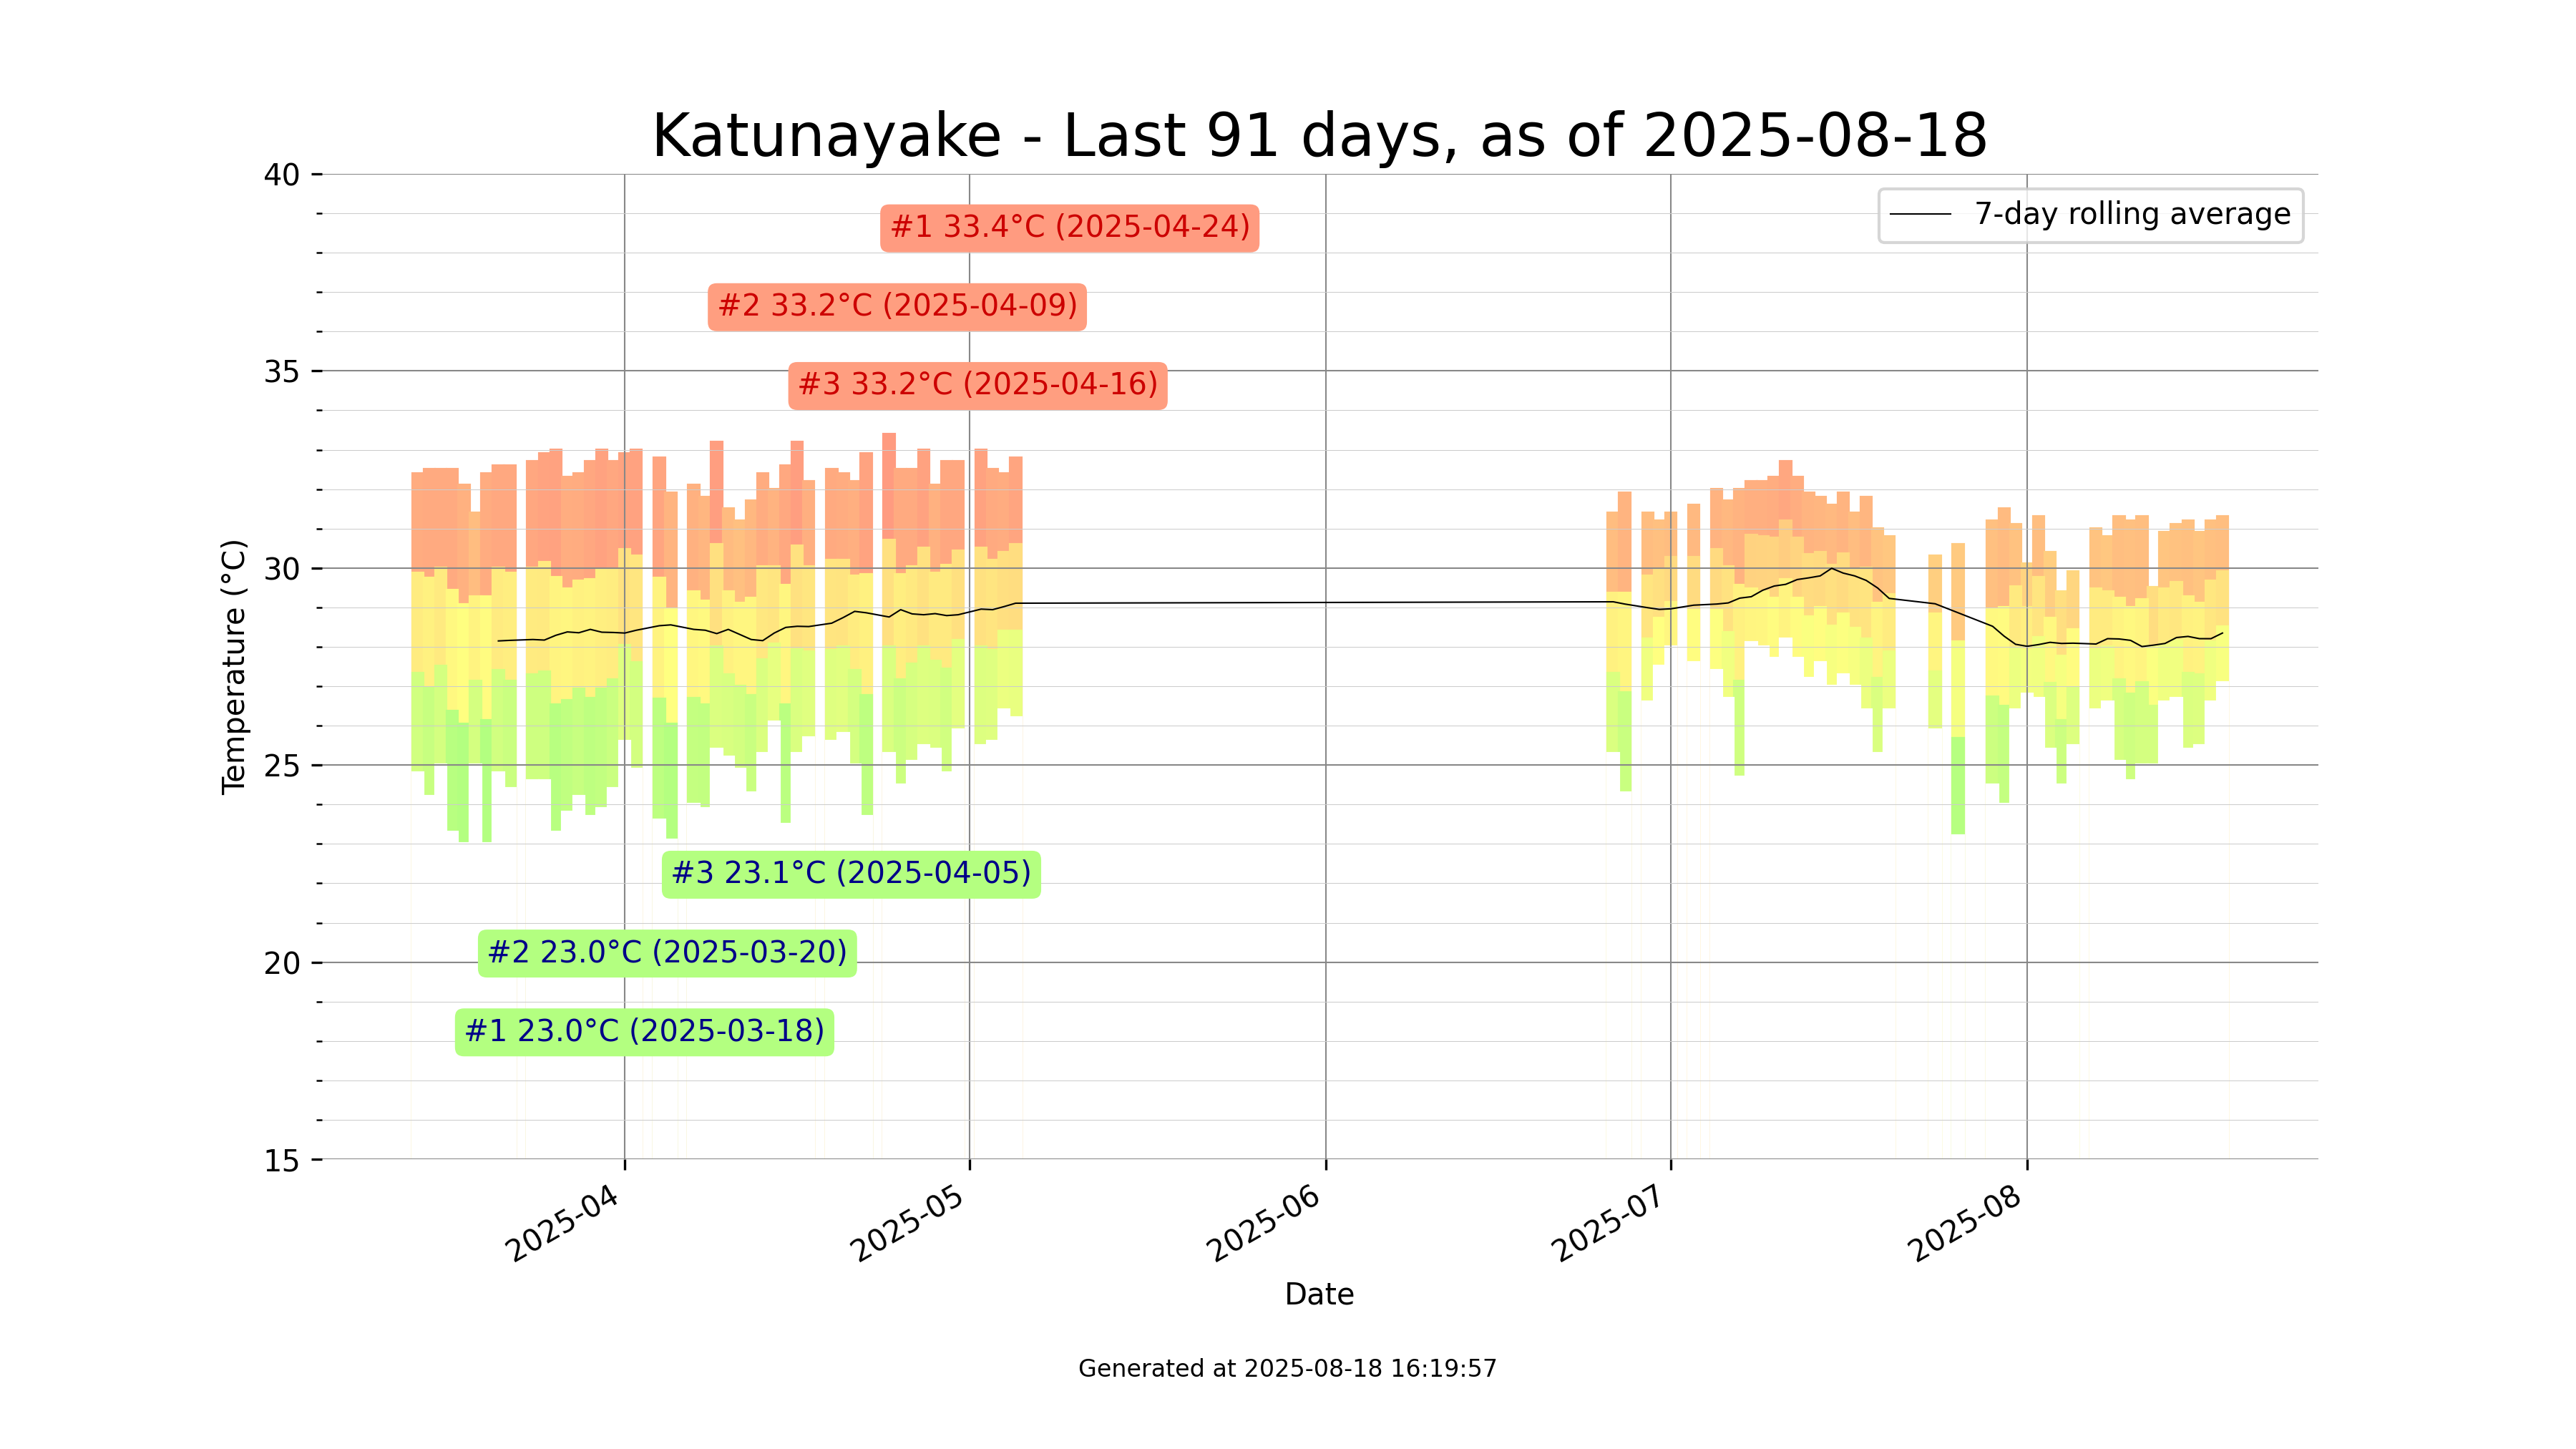 Katunayake - Last 91 days, as of 2025-08-18
7-day rolling average
#1 33.4°C (2025-04-24)
#2 33.2°C (2025-04-09)
#3 33.2°C (2025-04-16)
#3 23.1°C (2025-04-05)
#2 23.0°C (2025-03-20)
#1 23.0°C (2025-03-18)
Temperature (°C)
40
35
30
25
20
15
2025-04
2025-05
2025-06
2025-07
2025-08
Date
Generated at 2025-08-18 16:19:57